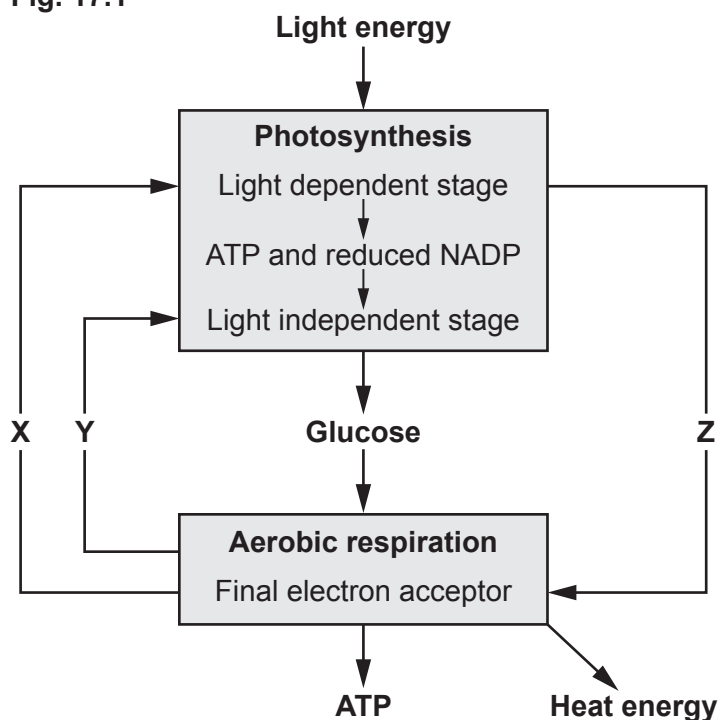 Fig. 17.1
Light energy
Photosynthesis
Light dependent stage
ATP and reduced NADP
Light independent stage
X Y Glucose Z
Aerobic respiration
Final electron acceptor
ATP Heat energy